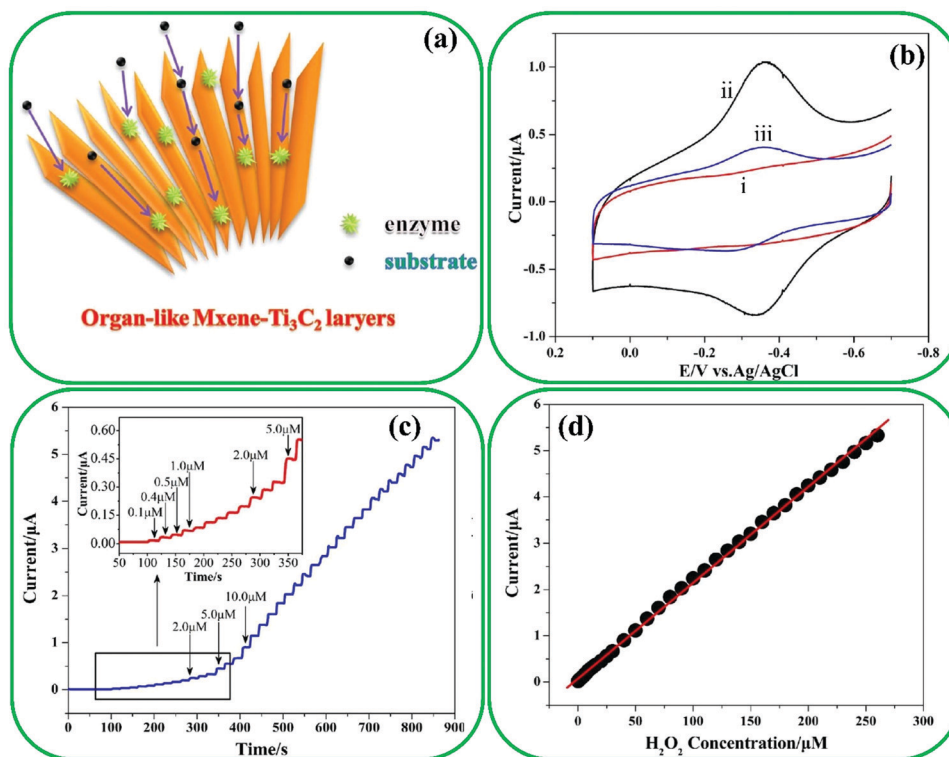 (a)
enzyme
substrate
Organ-like Mxene-Ti₃C₂ laryers
(b)
1.0
0.5
0.0
-0.5
-1.0
Current/µA
ii
iii
i
0.2
0.0
-0.2
-0.4
-0.6
-0.8
E/V vs.Ag/AgCl
(c)
6
5
4
3
2
1
0
Current/µA
0.60
0.45
0.30
0.15
0.00
Current/µA
0.1µM
0.4µM
0.5µM
1.0µM
2.0µM
5.0µM
50 100 150 200 250 300 350
Time/s
2.0µM
5.0µM
10.0µM
0 100 200 300 400 500 600 700 800 900
Time/s
(d)
6
5
4
3
2
1
0
Current/µA
0 50 100 150 200 250 300
H₂O₂ Concentration/µM